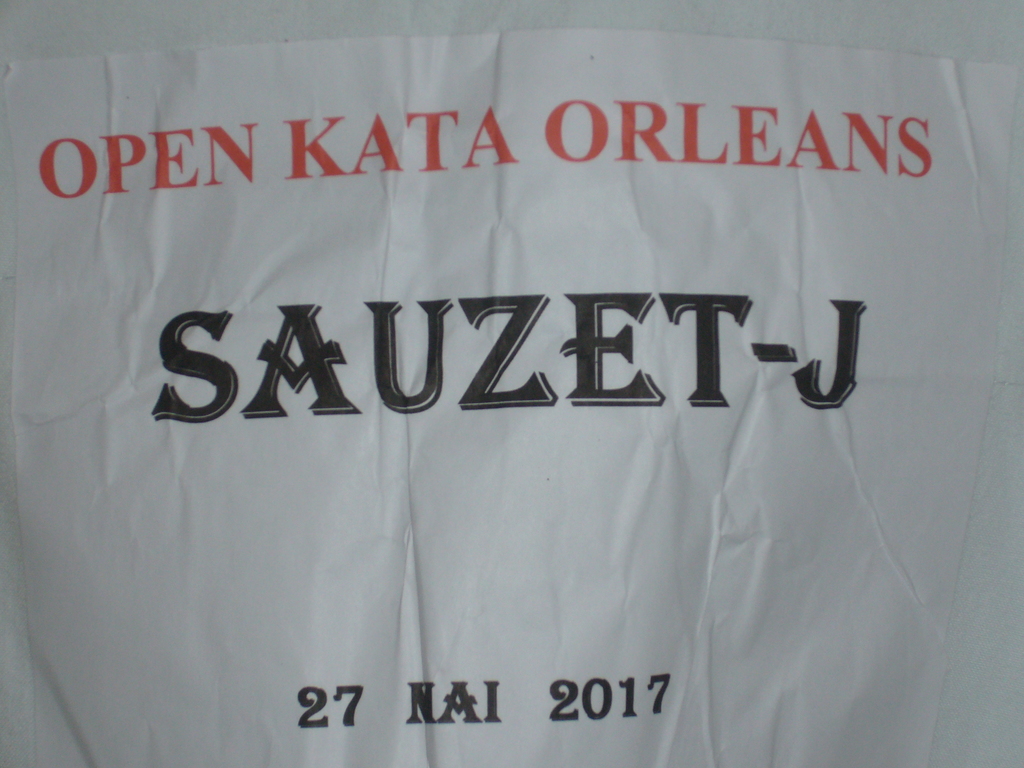 OPEN KATA ORLEANS
SAUZET-J
27 MAI 2017